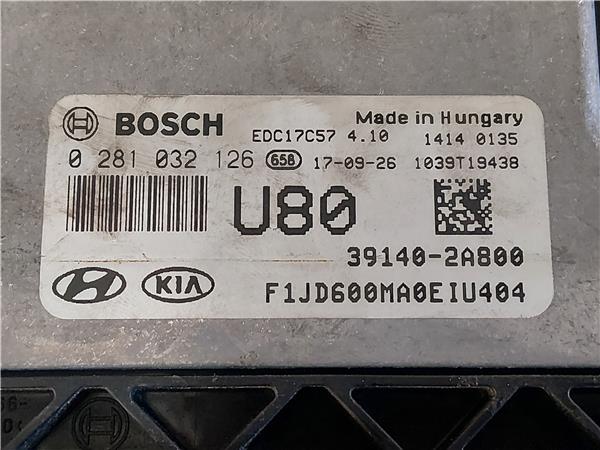 BOSCH
Made in Hungary
EDC17C57 4.10
1414 0135
0 281 032 126
658
17-09-26
1039T19438
U80
39140-2A800
KIA
F1JD600MA0EIU404